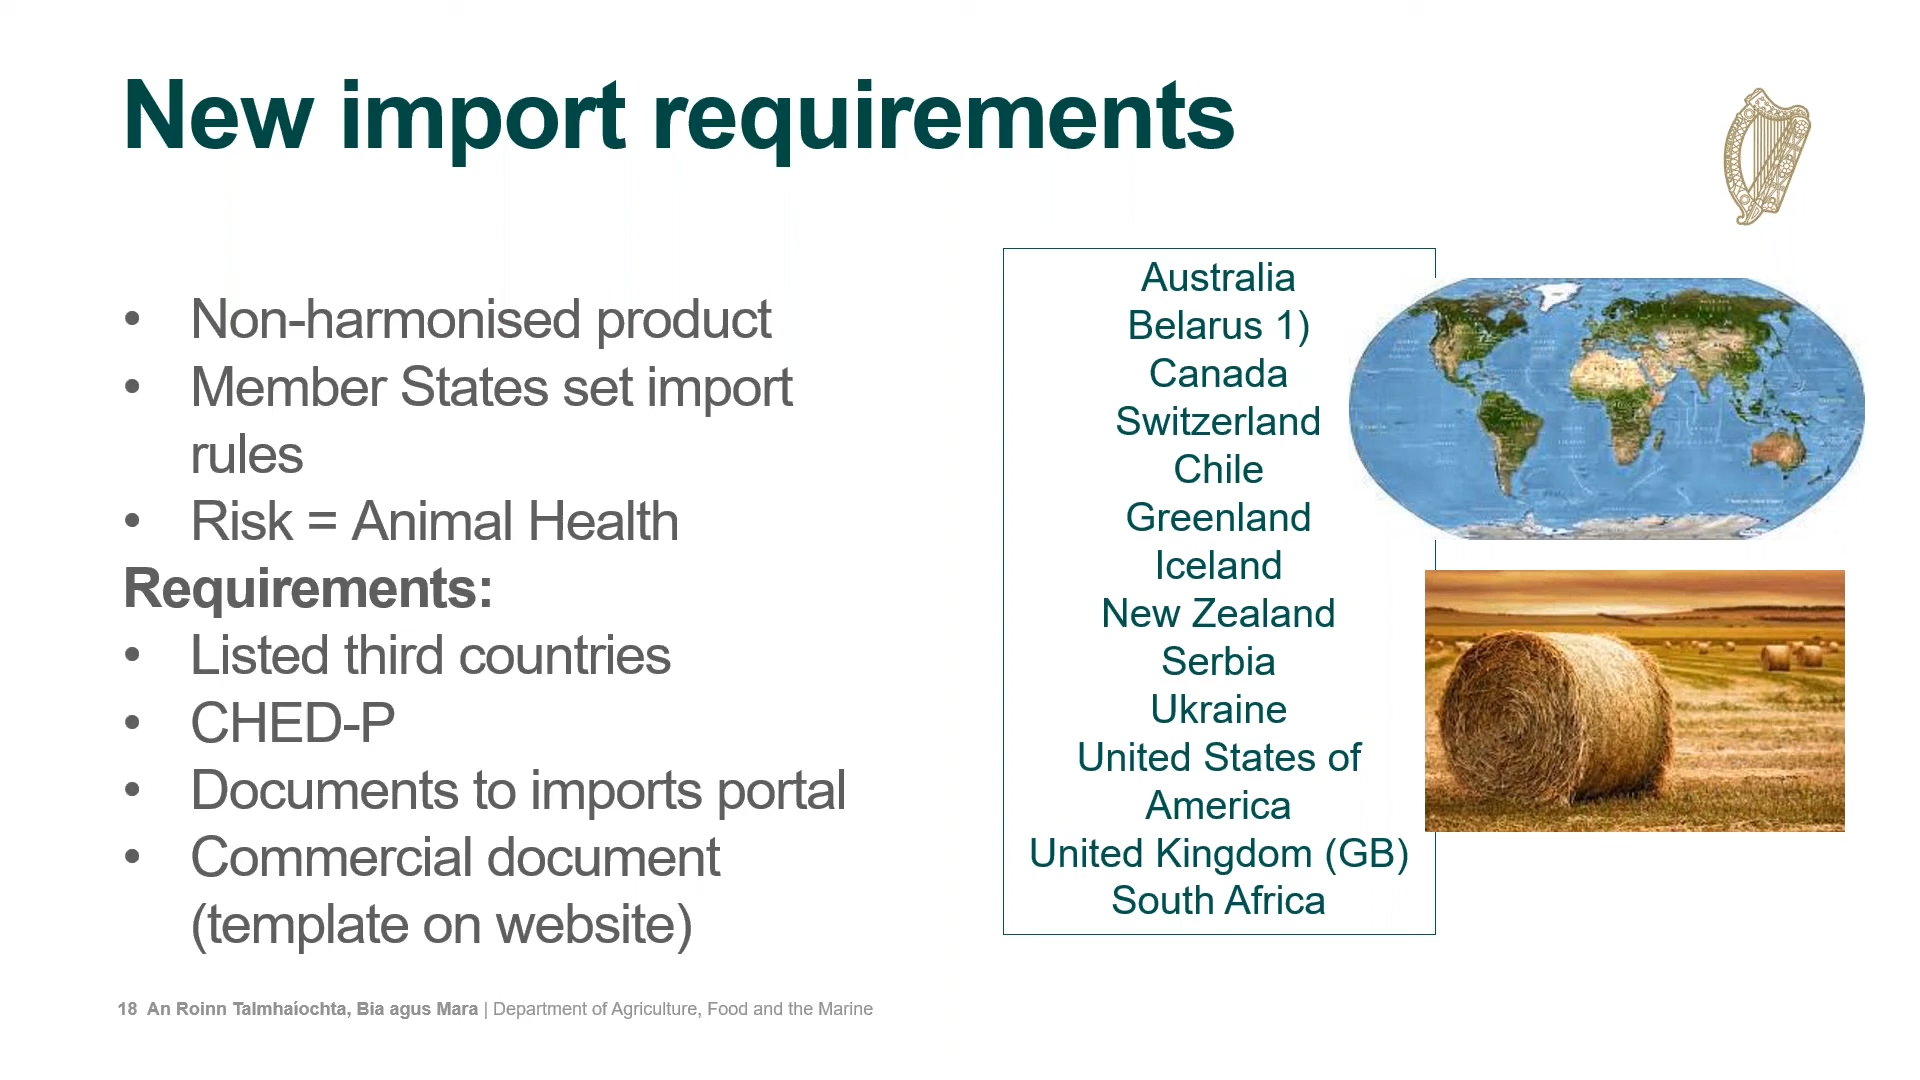 New import requirements
• Non-harmonised product
• Member States set import
rules
• Risk = Animal Health
Requirements:
• Listed third countries
• CHED-P
• Documents to imports portal
• Commercial document
(template on website)
Australia
Belarus 1)
Canada
Switzerland
Chile
Greenland
Iceland
New Zealand
Serbia
Ukraine
United States of
America
United Kingdom (GB)
South Africa
18 An Roinn Talmhaíochta, Bia agus Mara | Department of Agriculture, Food and the Marine